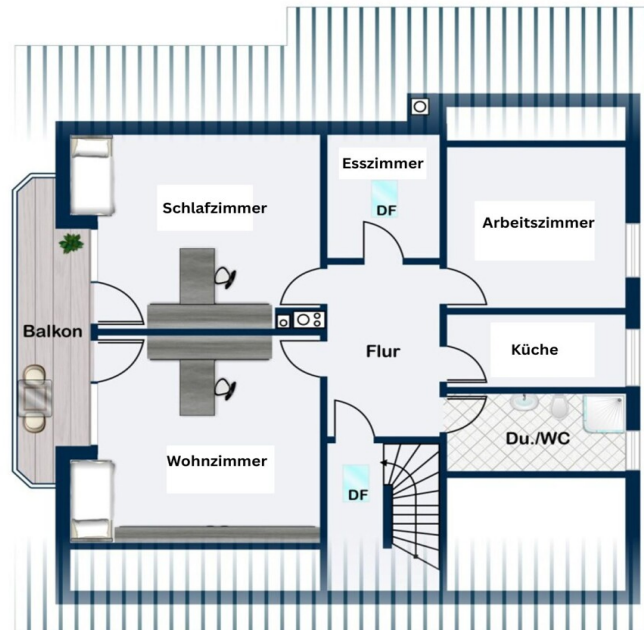 Esszimmer
DF
Schlafzimmer
Arbeitszimmer
Balkon
Flur
Küche
Du./WC
Wohnzimmer
DF